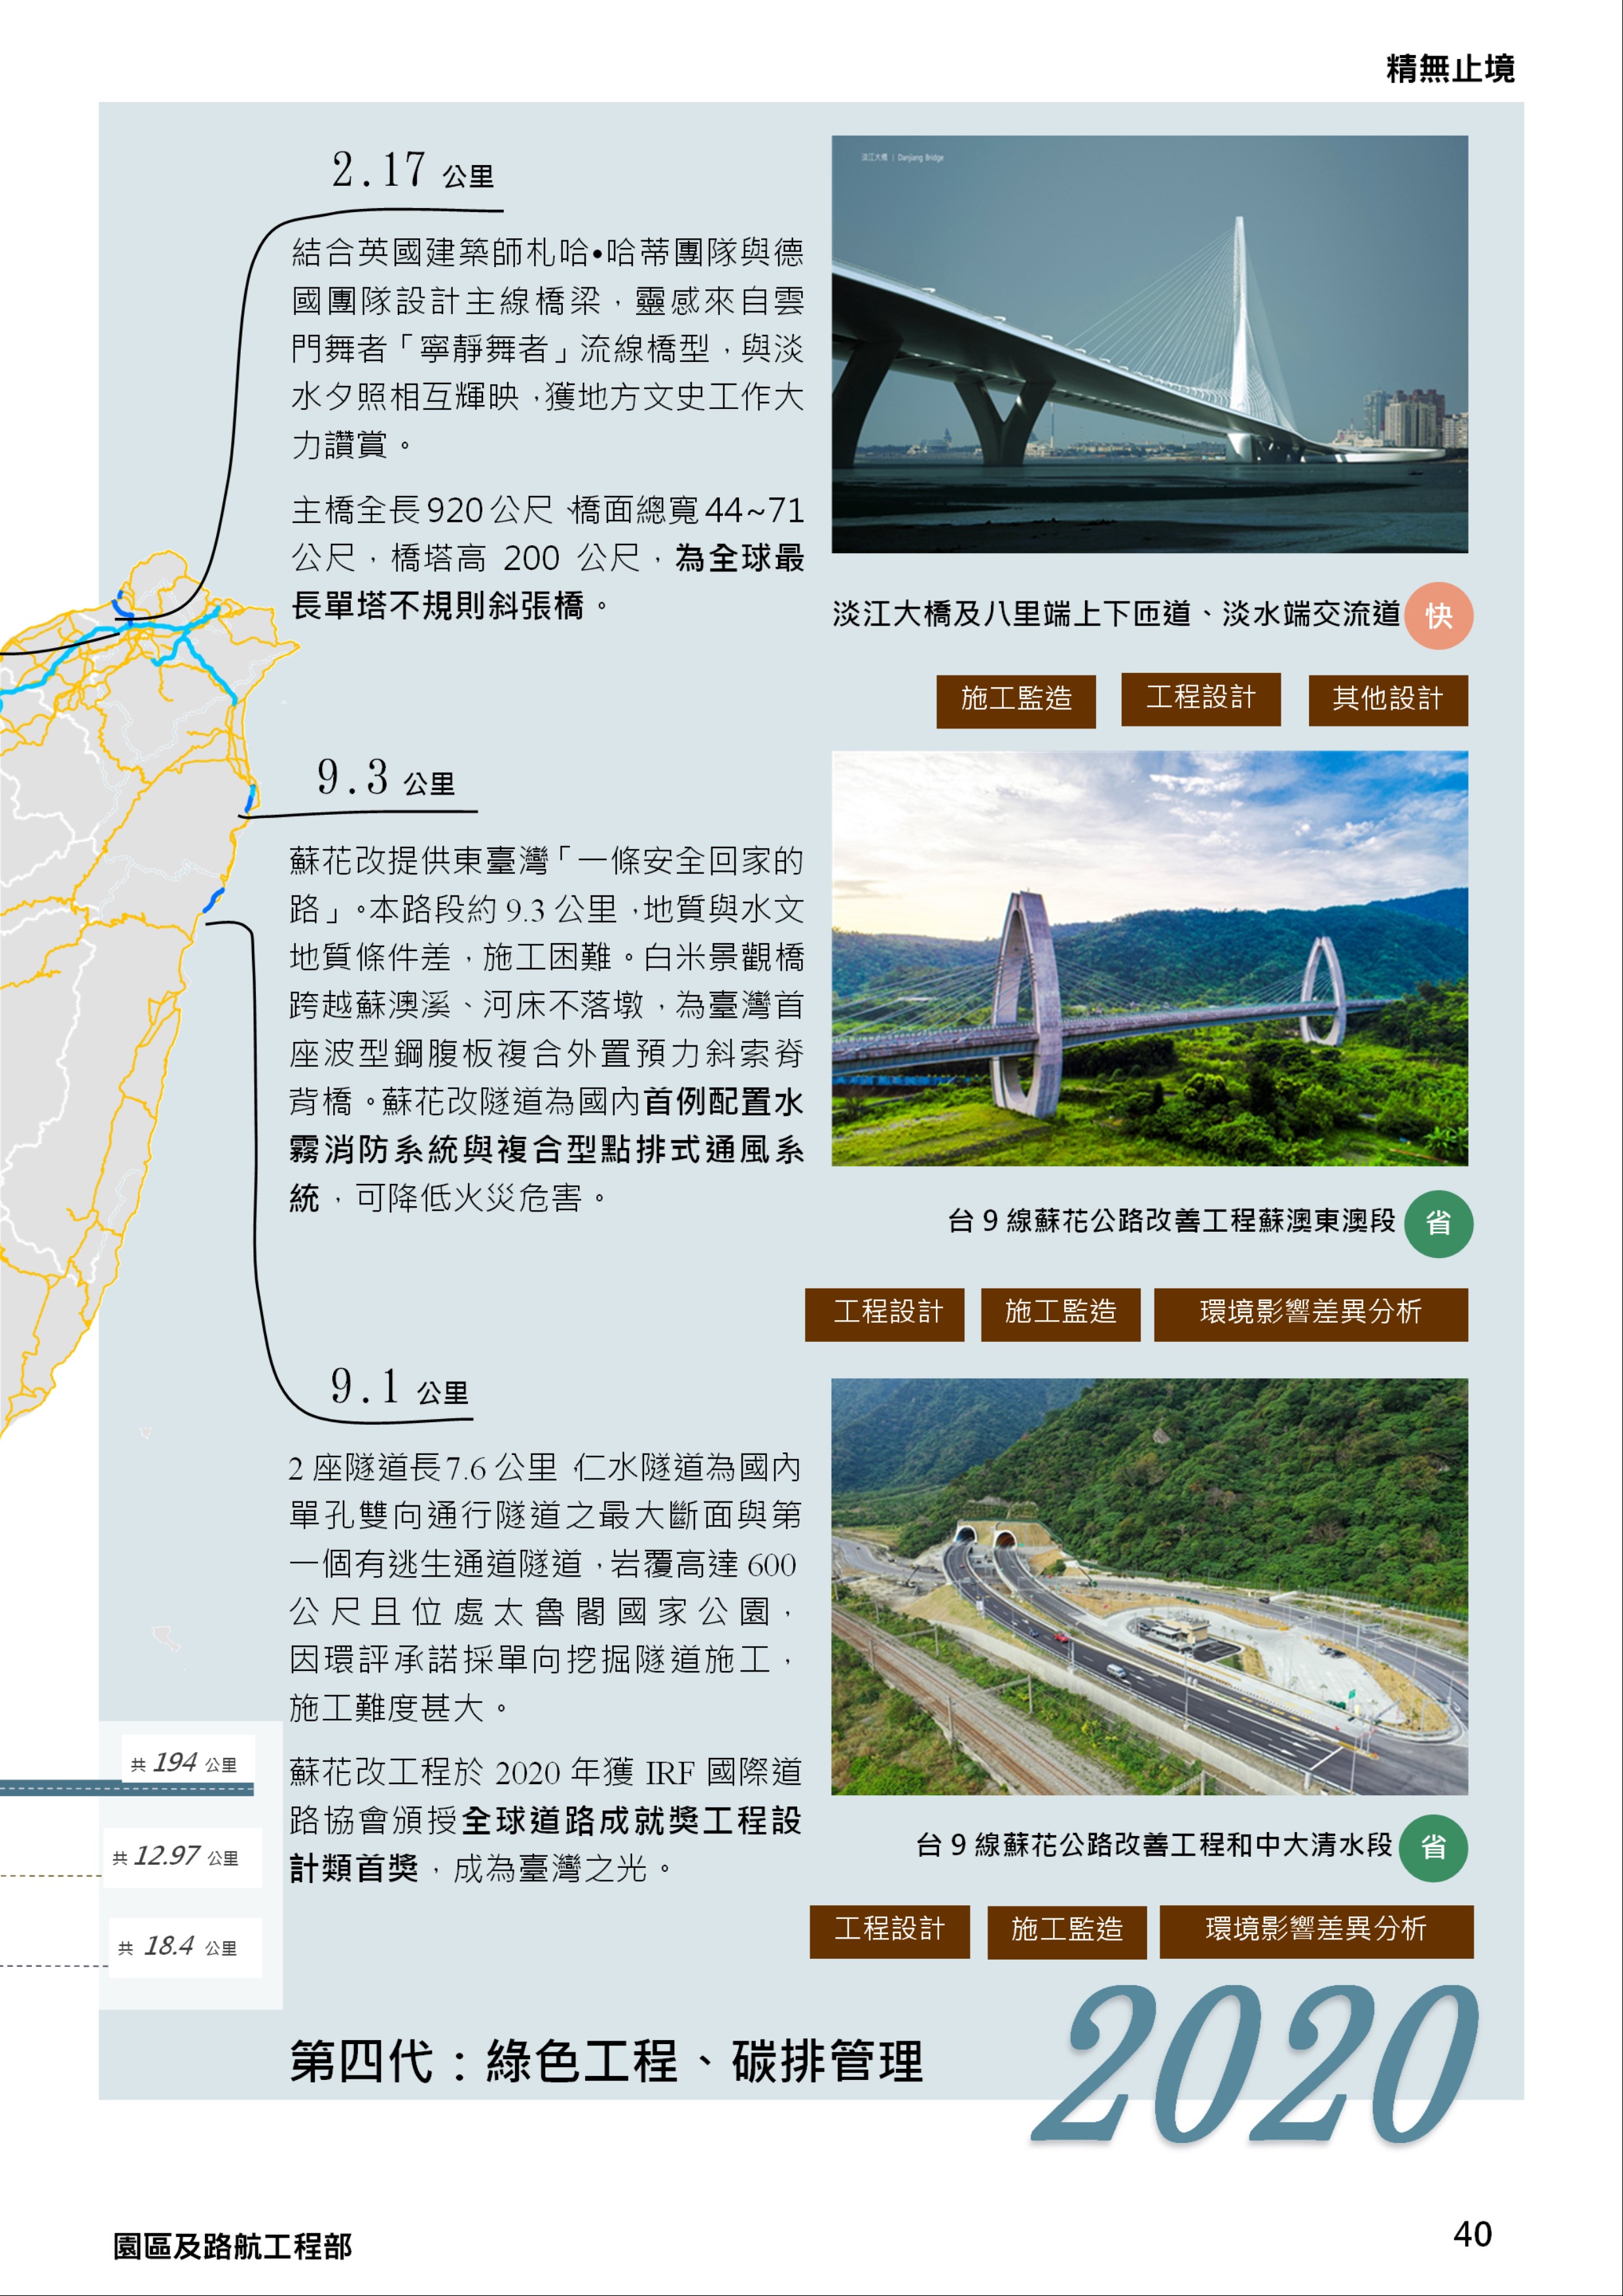 精無止境
2.17 公里
結合英國建築師札哈•哈蒂團隊與德
國團隊設計主線橋梁，靈感來自雲
門舞者「寧靜舞者」流線橋型，與淡
水夕照相互輝映，獲地方文史工作大
力讚賞。
主橋全長920公尺、橋面總寬44~71
公尺，橋塔高 200 公尺，為全球最
長單塔不規則斜張橋。
淡江大橋 | Danjiang Bridge
淡江大橋及八里端上下匝道、淡水端交流道 快
施工監造 工程設計 其他設計
9.3 公里
蘇花改提供東臺灣「一條安全回家的
路」。本路段約 9.3 公里，地質與水文
地質條件差，施工困難。白米景觀橋
跨越蘇澳溪、河床不落墩，為臺灣首
座波型鋼腹板複合外置預力斜索脊
背橋。蘇花改隧道為國內首例配置水
霧消防系統與複合型點排式通風系
統，可降低火災危害。
台 9 線蘇花公路改善工程蘇澳東澳段 省
工程設計 施工監造 環境影響差異分析
9.1 公里
2 座隧道長 7.6 公里，仁水隧道為國內
單孔雙向通行隧道之最大斷面與第
一個有逃生通道隧道，岩覆高達 600
公尺且位處太魯閣國家公園，
因環評承諾採單向挖掘隧道施工，
施工難度甚大。
蘇花改工程於 2020 年獲 IRF 國際道
路協會頒授全球道路成就獎工程設
計類首獎，成為臺灣之光。
台 9 線蘇花公路改善工程和中大清水段 省
工程設計 施工監造 環境影響差異分析
共 194 公里
共 12.97 公里
共 18.4 公里
第四代：綠色工程、碳排管理
2020
園區及路航工程部
40